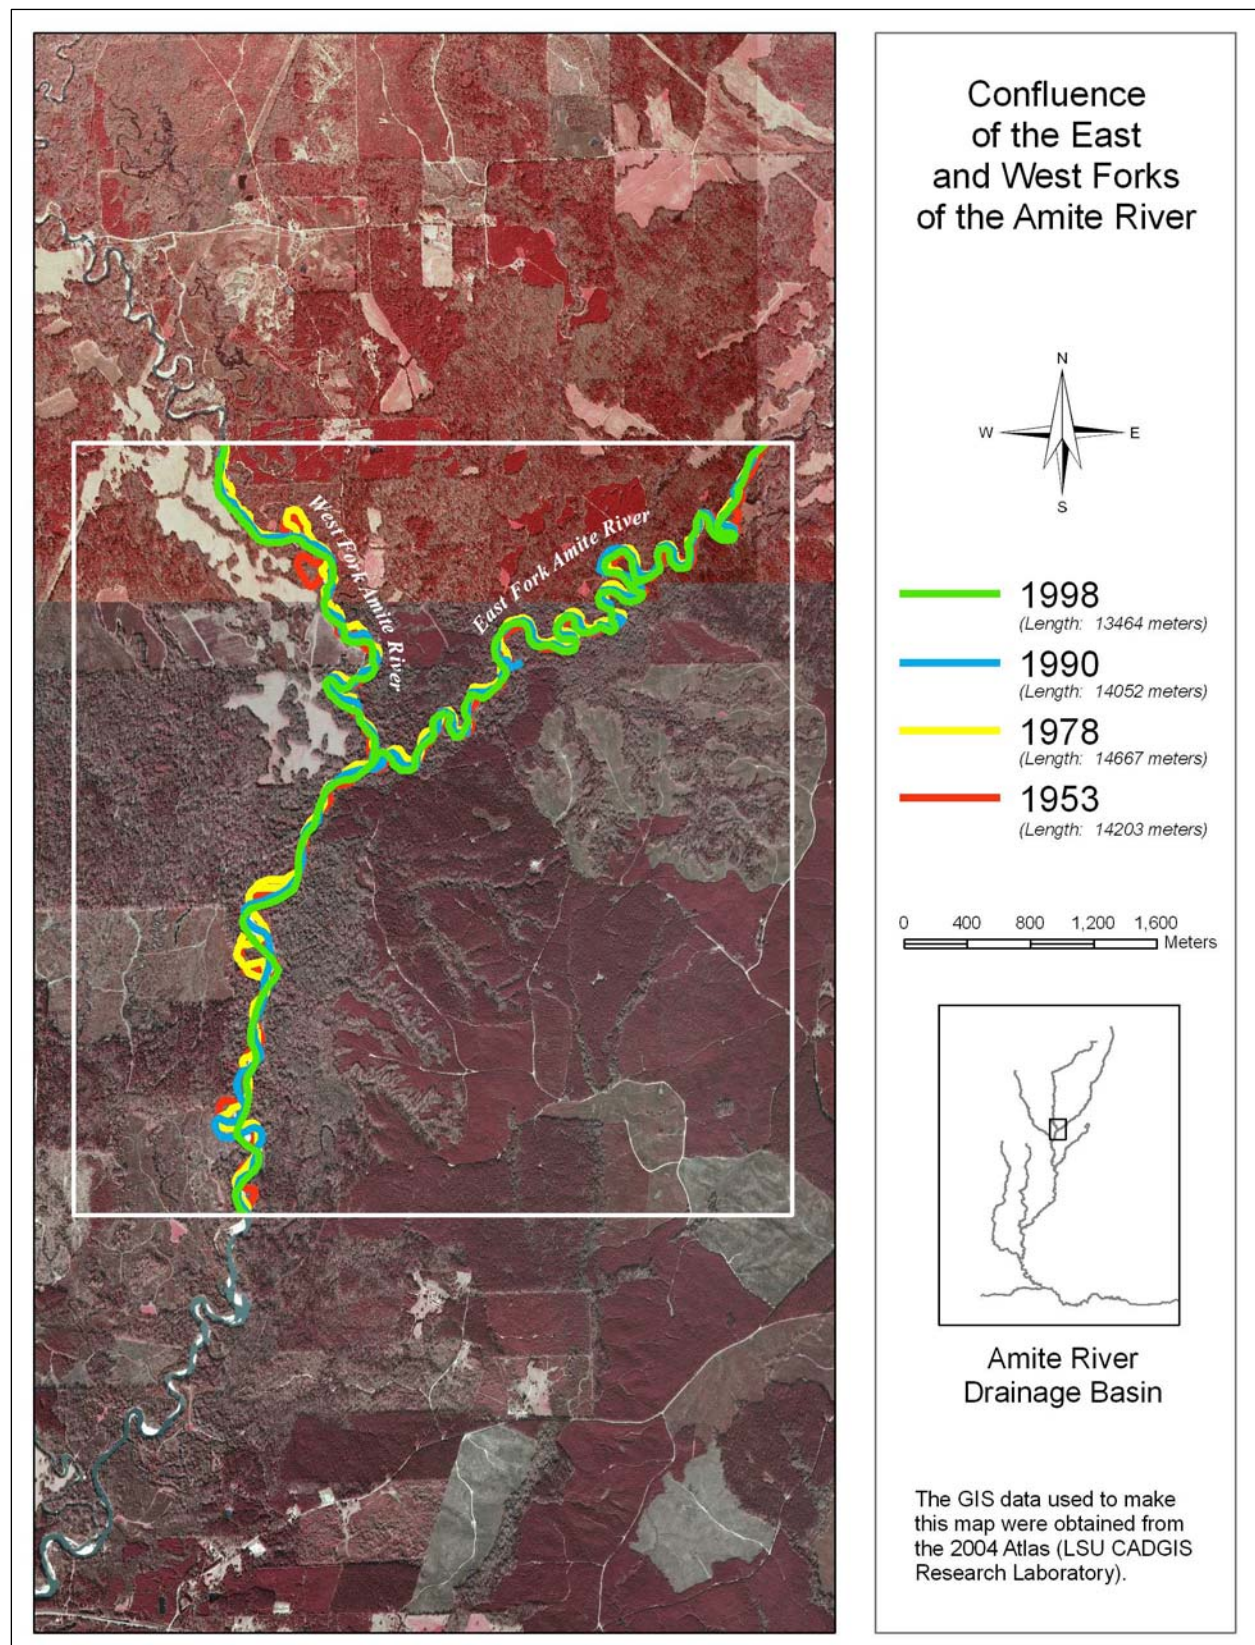 Confluence
of the East
and West Forks
of the Amite River
N
W
E
S
West Fork Amite River
East Fork Amite River
1998
(Length: 13464 meters)
1990
(Length: 14052 meters)
1978
(Length: 14667 meters)
1953
(Length: 14203 meters)
0 400 800 1,200 1,600
Meters
Amite River
Drainage Basin
The GIS data used to make
this map were obtained from
the 2004 Atlas (LSU CADGIS
Research Laboratory).